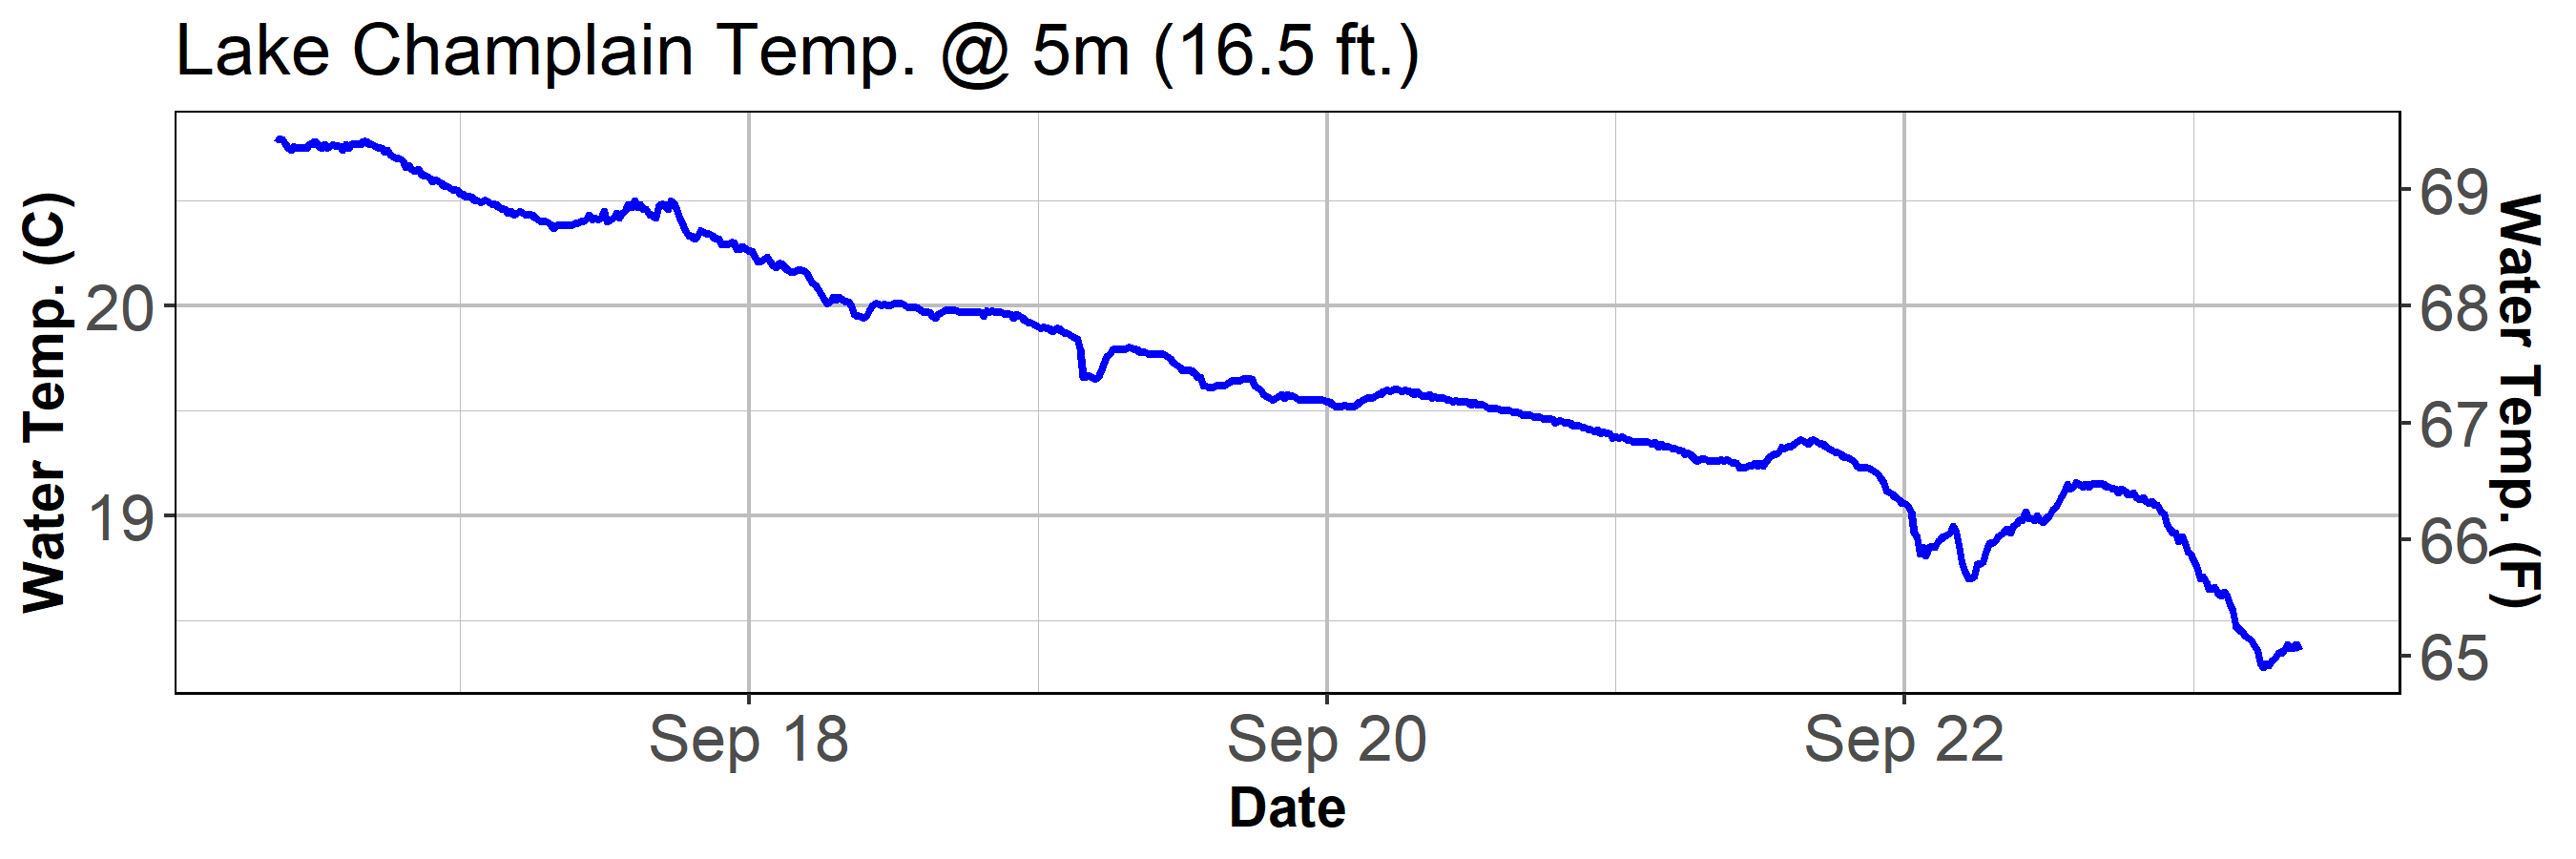 Lake Champlain Temp. @ 5m (16.5 ft.)
Water Temp. (C)
20
19
69
68
67
66
65
Water Temp. (F)
Sep 18
Sep 20
Sep 22
Date